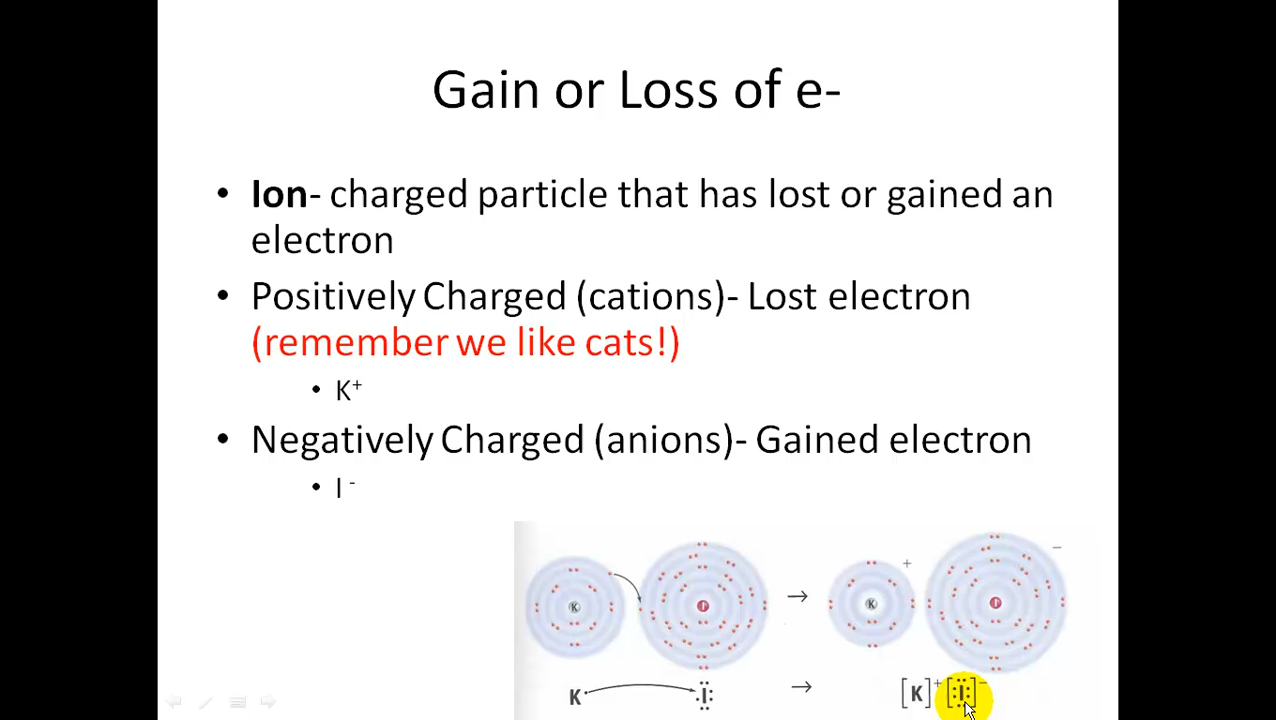 Gain or Loss of e-
• Ion- charged particle that has lost or gained an
electron
• Positively Charged (cations)- Lost electron
(remember we like cats!)
• K⁺
• Negatively Charged (anions)- Gained electron
• I ⁻
K I → K + I −
K· :Ï: → [K]⁺[:Ï:]⁻